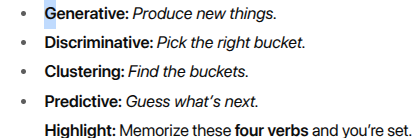 • Generative: Produce new things.
• Discriminative: Pick the right bucket.
• Clustering: Find the buckets.
• Predictive: Guess what's next.
Highlight: Memorize these four verbs and you're set.